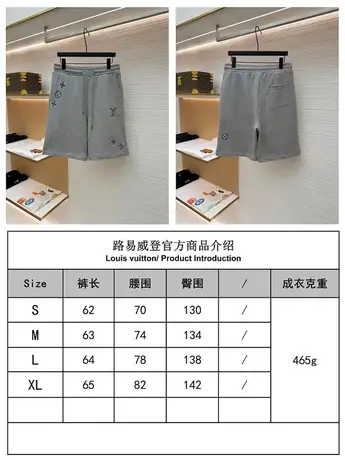 路易威登官方商品介绍
Louis vuitton/ Product Introduction
Size 裤长 腰围 臀围 / 成衣克重
S 62 70 130 /
M 63 74 134 /
L 64 78 138 /
XL 65 82 142 /
465g